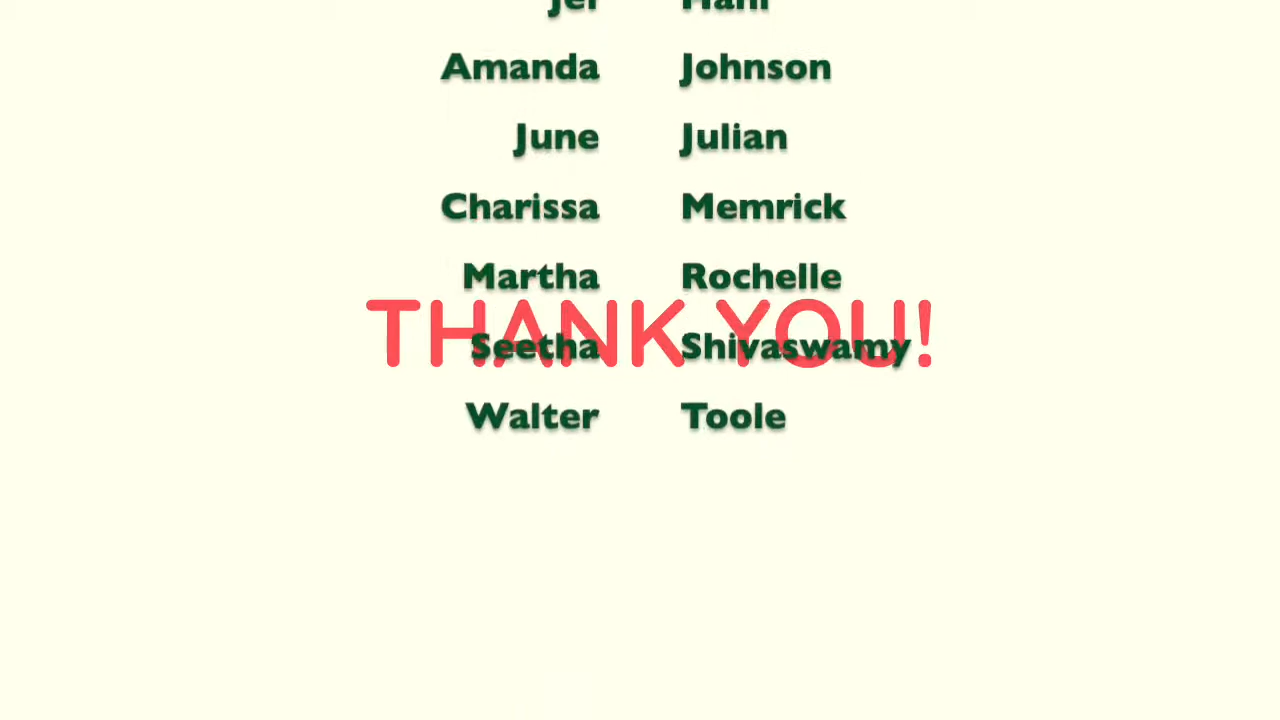 Amanda Johnson
June Julian
Charissa Memrick
Martha Rochelle
THANK YOU!
Seetha Shivaswamy
Walter Toole